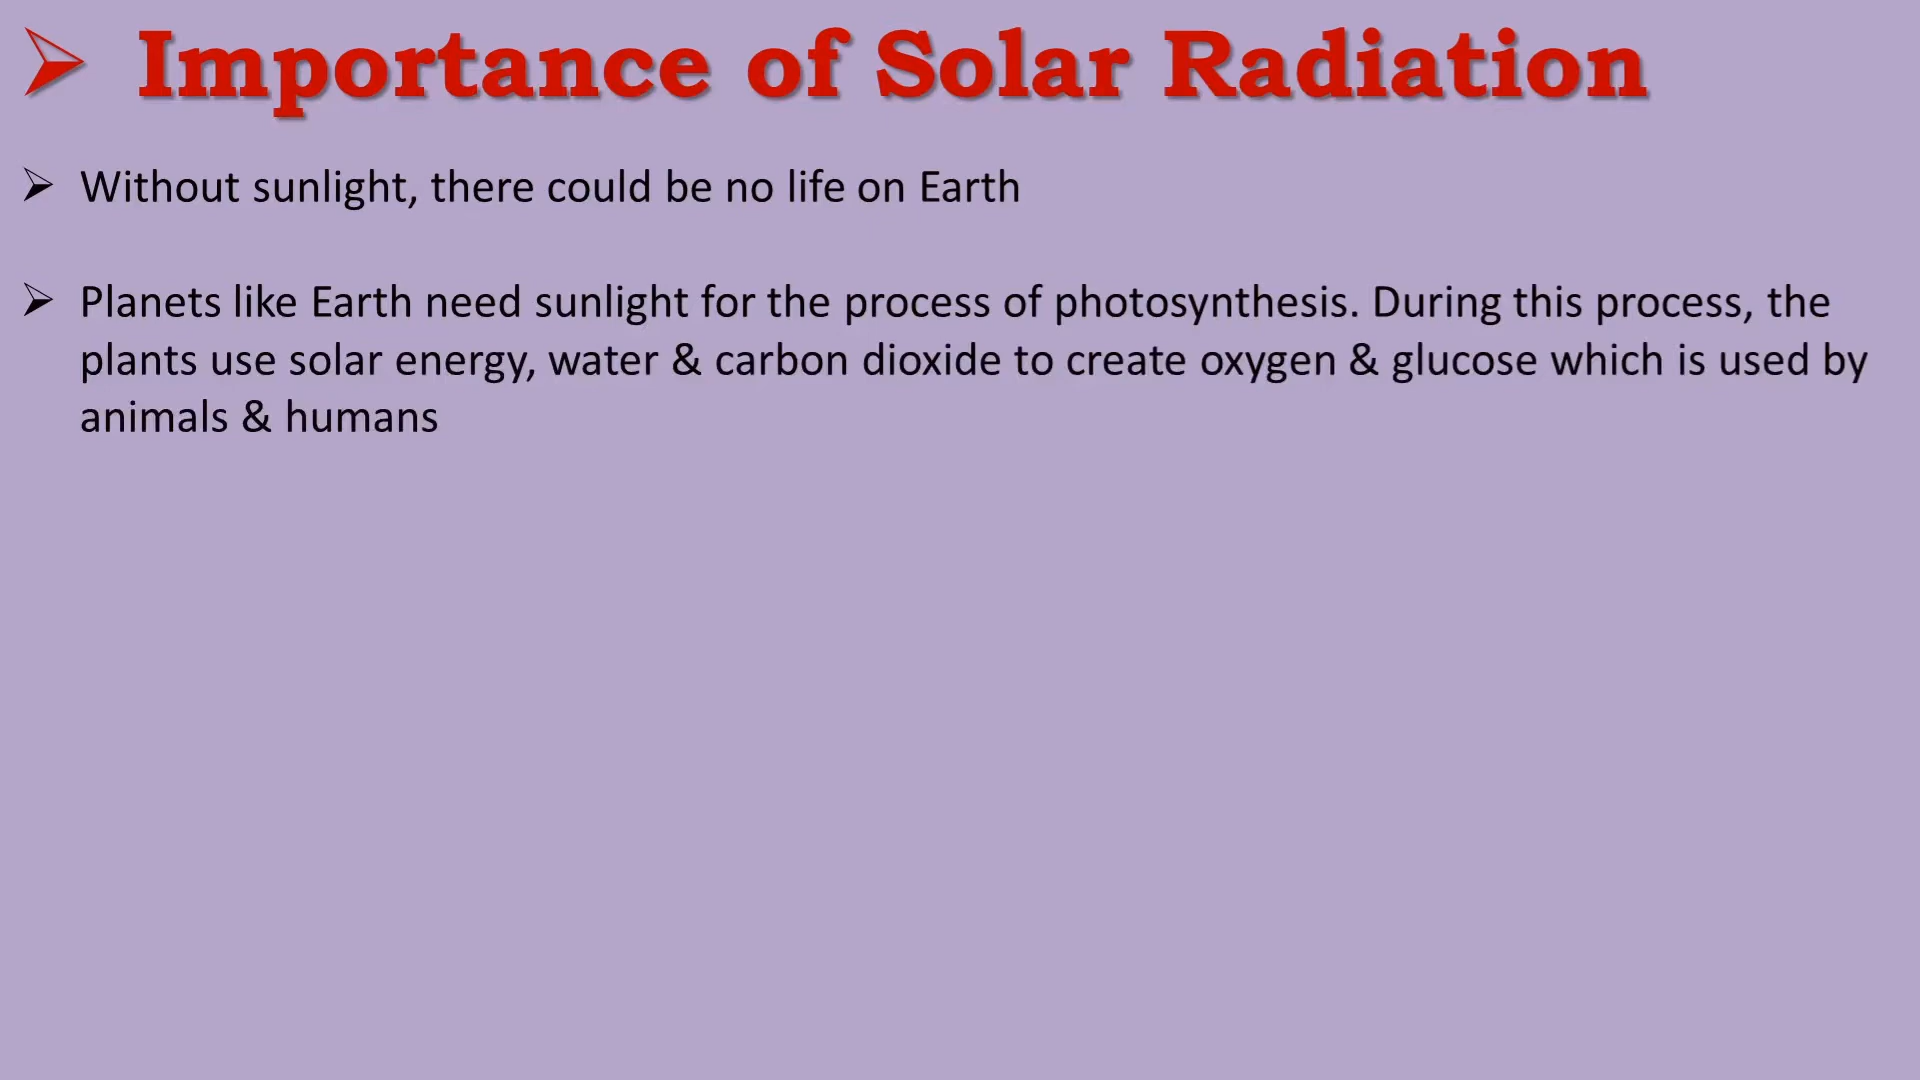 ➢ Importance of Solar Radiation
➢ Without sunlight, there could be no life on Earth
➢ Planets like Earth need sunlight for the process of photosynthesis. During this process, the
plants use solar energy, water & carbon dioxide to create oxygen & glucose which is used by
animals & humans